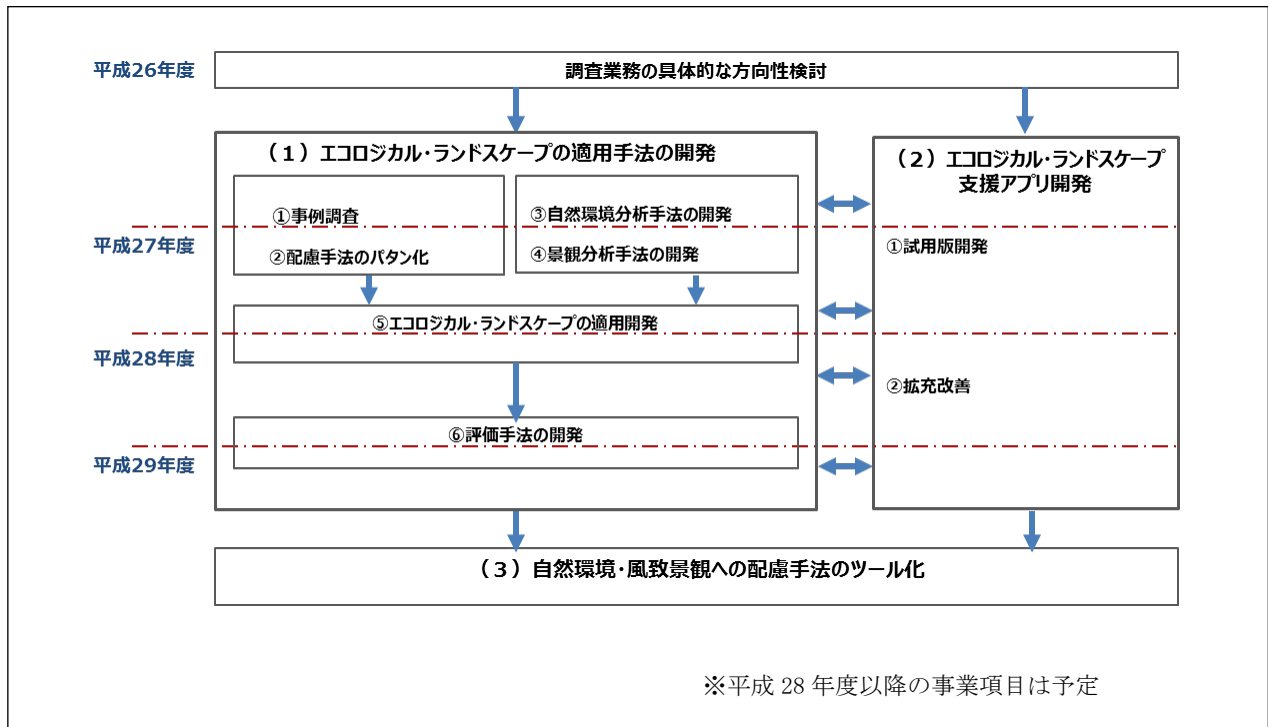 平成26年度
調査業務の具体的な方向性検討
（１）エコロジカル・ランドスケープの適用手法の開発
①事例調査
②配慮手法のパタン化
③自然環境分析手法の開発
④景観分析手法の開発
平成27年度
⑤エコロジカル・ランドスケープの適用開発
平成28年度
⑥評価手法の開発
平成29年度
（２）エコロジカル・ランドスケープ
支援アプリ開発
①試用版開発
②拡充改善
（３）自然環境・風致景観への配慮手法のツール化
※平成 28 年度以降の事業項目は予定